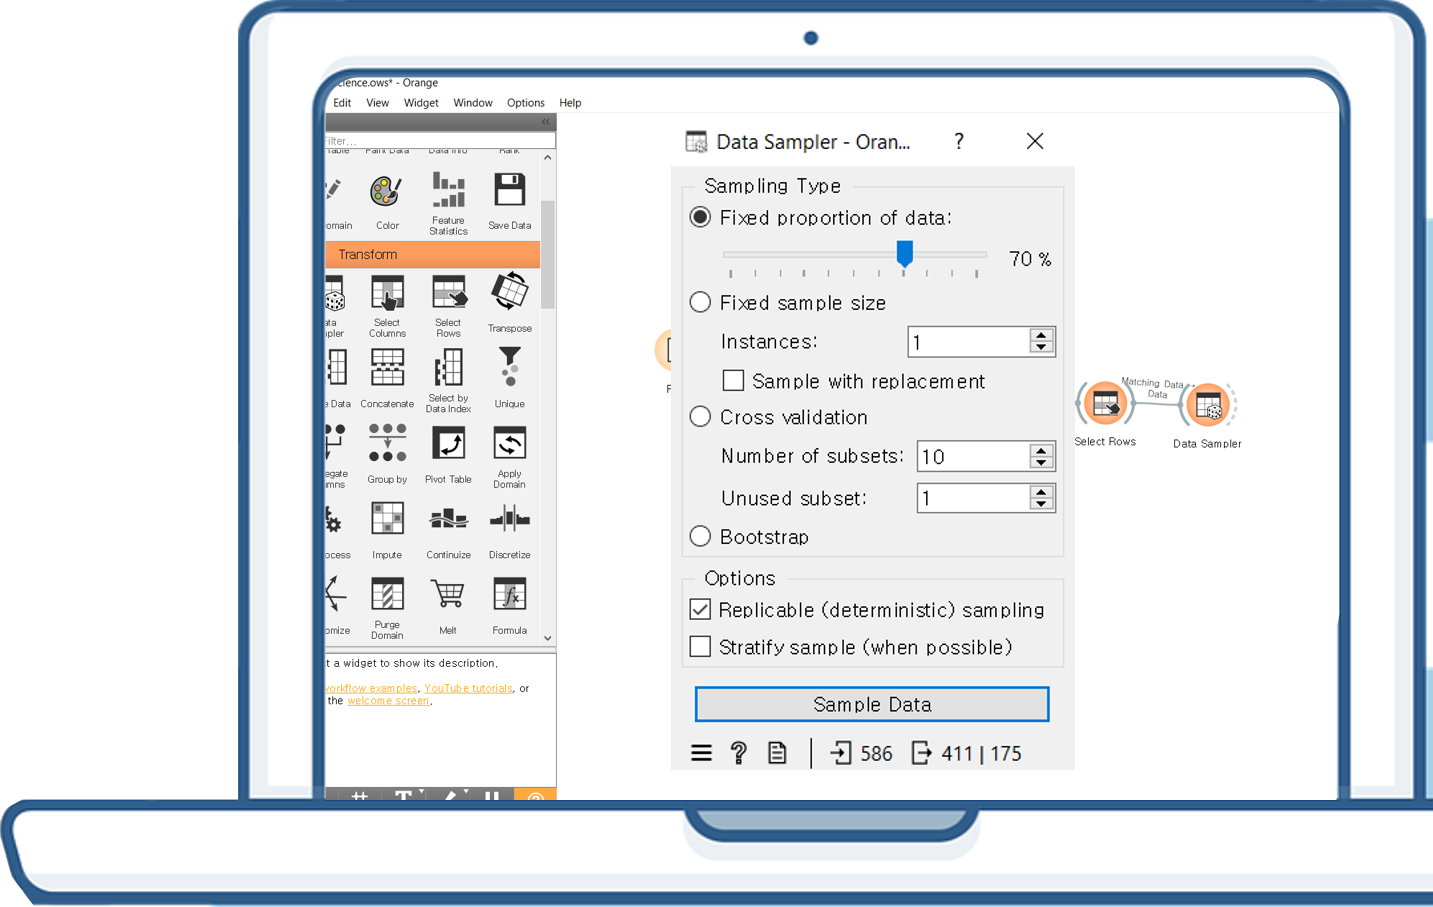 cience.ows* - Orange
Edit View Widget Window Options Help
Filter...
Table Paint Data Data Info Rank
omain Color Feature Statistics Save Data
Transform
ata
pler Select Columns Select Rows Transpose
e Data Concatenate Select by Data Index Unique
egate
mns Group by Pivot Table Apply Domain
ocess Impute Continuize Discretize
omize Purge Domain Melt Formula
ct a widget to show its description.
workflow examples, YouTube tutorials, or
the welcome screen.
Data Sampler - Oran... ?
Sampling Type
Fixed proportion of data:
70 %
Fixed sample size
Instances: 1
Sample with replacement
Cross validation
Number of subsets: 10
Unused subset: 1
Bootstrap
Options
Replicable (deterministic) sampling
Stratify sample (when possible)
Sample Data
586 411 | 175
Matching Data
Data
Select Rows
Data Sampler